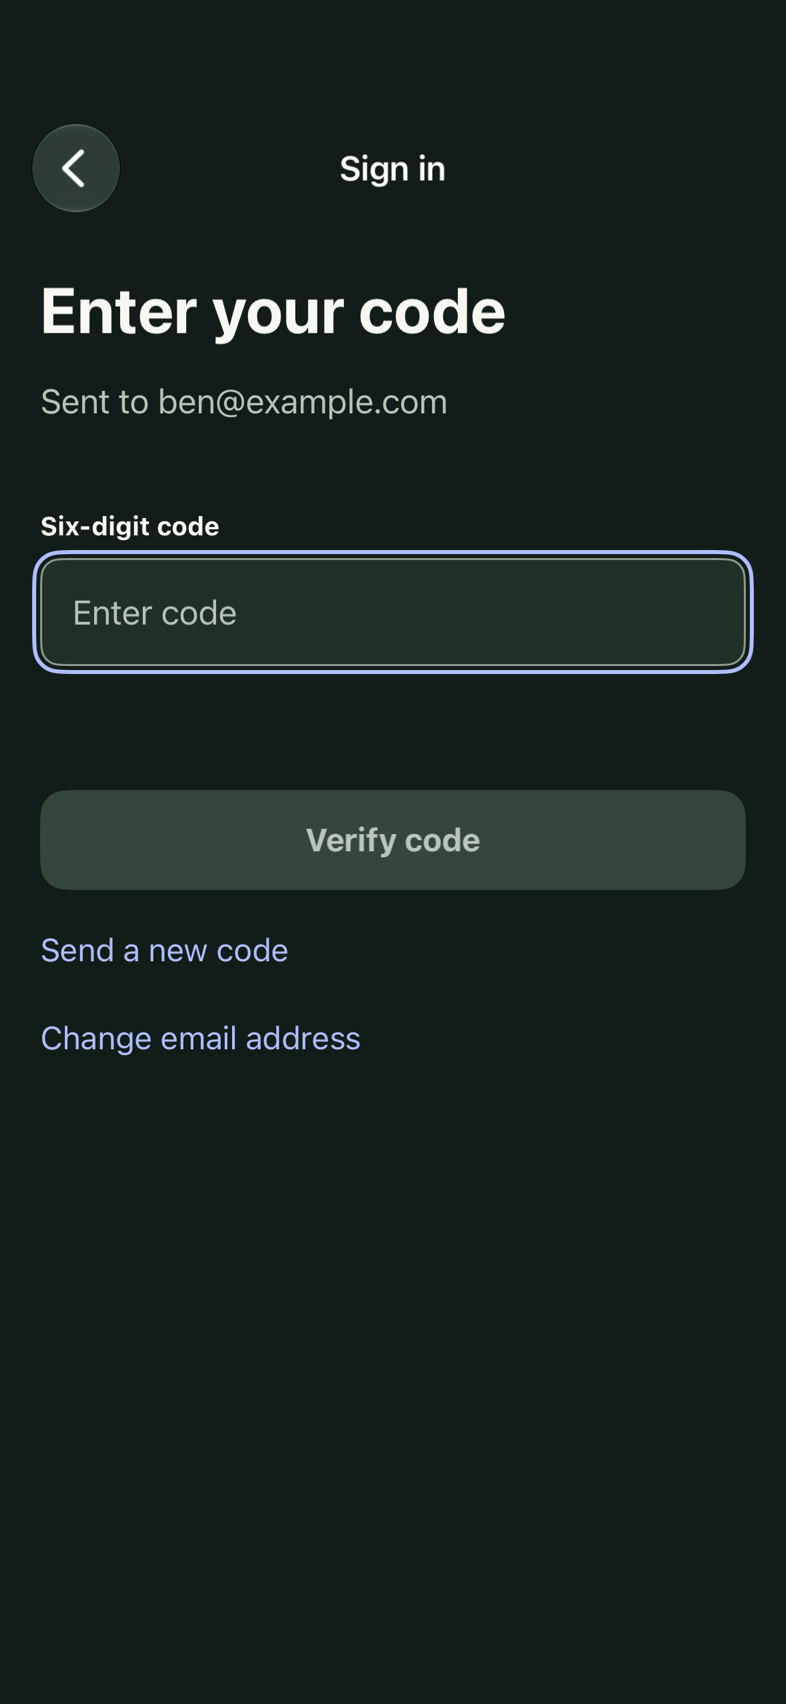 Sign in
Enter your code
Sent to ben@example.com
Six-digit code
Enter code
Verify code
Send a new code
Change email address